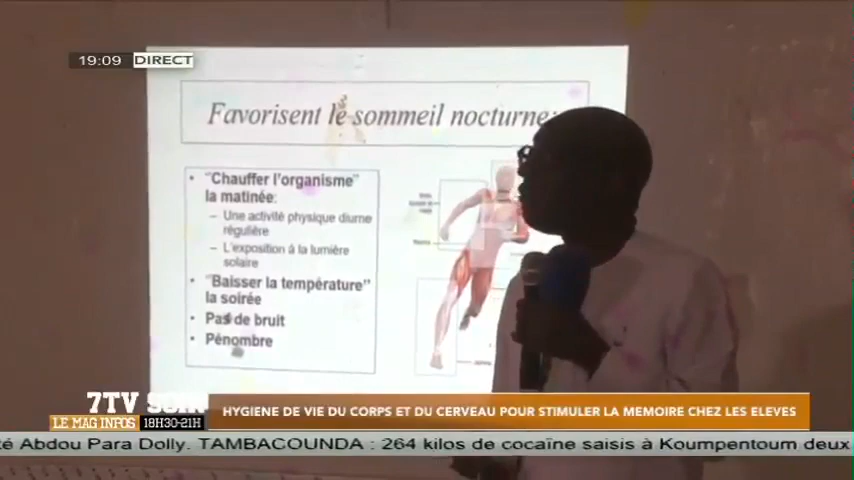 19:09 DIRECT
Favorisent le sommeil nocturne:
• "Chauffer l'organisme"
la matinée:
– Une activité physique diurne
régulière
– L'exposition à la lumière
solaire
• "Baisser la température"
la soirée
• Pas de bruit
• Pénombre
7TV SOIR
HYGIENE DE VIE DU CORPS ET DU CERVEAU POUR STIMULER LA MEMOIRE CHEZ LES ELEVES
LE MAG INFOS 18H30-21H
té Abdou Para Dolly. TAMBACOUNDA : 264 kilos de cocaïne saisis à Koumpentoum deux